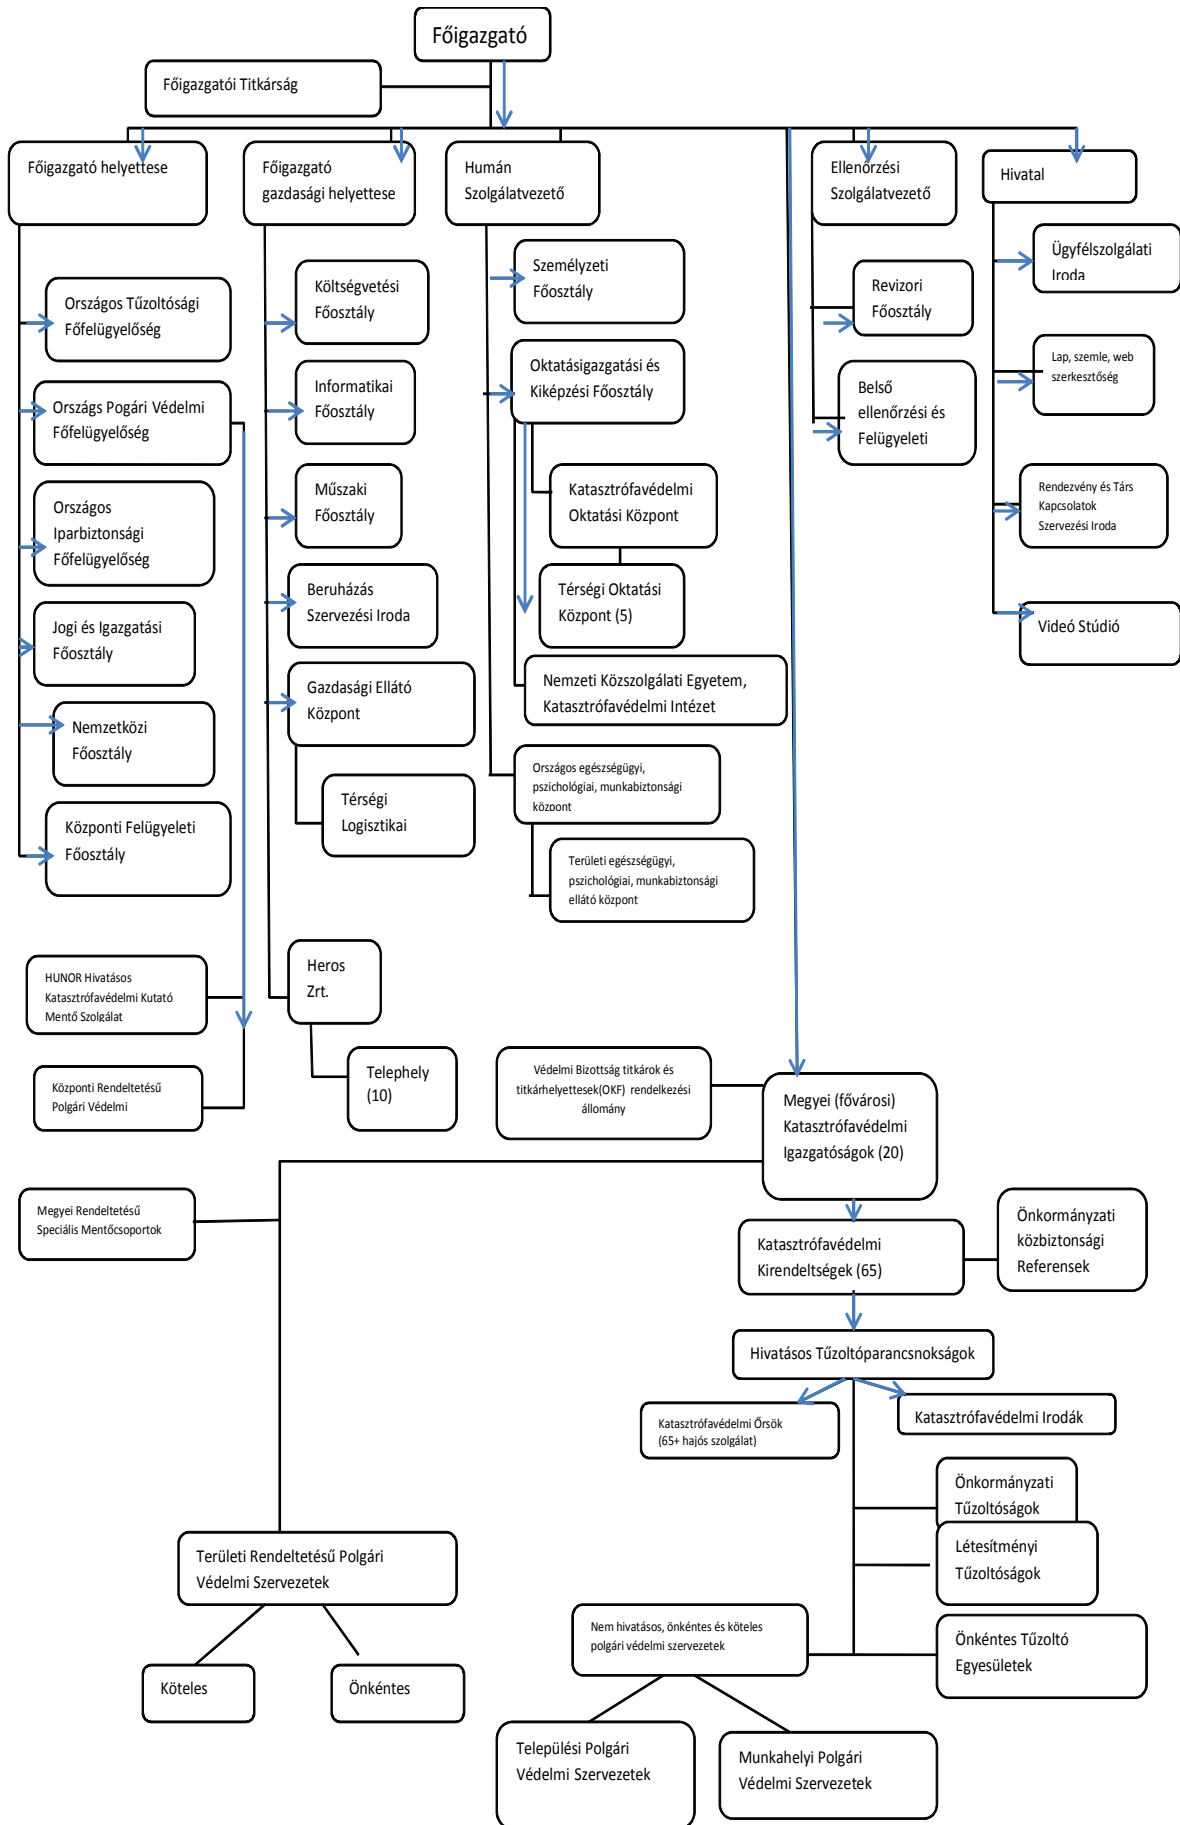 Főigazgató
Főigazgatói Titkárság
Főigazgató helyettese
Főigazgató
gazdasági helyettese
Humán
Szolgálatvezető
Ellenőrzési
Szolgálatvezető
Hivatal
Országos Tűzoltósági
Főfelügyelőség
Országs Pogári Védelmi
Főfelügyelőség
Országos
Iparbiztonsági
Főfelügyelőség
Jogi és Igazgatási
Főosztály
Nemzetközi
Főosztály
Központi Felügyeleti
Főosztály
HUNOR Hivatásos
Katasztrófavédelmi Kutató
Mentő Szolgálat
Központi Rendeltetésű
Polgári Védelmi
Költségvetési
Főosztály
Informatikai
Főosztály
Műszaki
Főosztály
Beruházás
Szervezési Iroda
Gazdasági Ellátó
Központ
Térségi
Logisztikai
Heros
Zrt.
Telephely
(10)
Személyzeti
Főosztály
Oktatásigazgatási és
Kiképzési Főosztály
Katasztrófavédelmi
Oktatási Központ
Térségi Oktatási
Központ (5)
Nemzeti Közszolgálati Egyetem,
Katasztrófavédelmi Intézet
Országos egészségügyi,
pszichológiai, munkabiztonsági
központ
Területi egészségügyi,
pszichológiai, munkabiztonsági
ellátó központ
Revizori
Főosztály
Belső
ellenőrzési és
Felügyeleti
Ügyfélszolgálati
Iroda
Lap, szemle, web
szerkesztőség
Rendezvény és Társ
Kapcsolatok
Szervezési Iroda
Videó Stúdió
Védelmi Bizottság titkárok és
titkárhelyettesek(OKF) rendelkezési
állomány
Megyei (fővárosi)
Katasztrófavédelmi
Igazgatóságok (20)
Megyei Rendeltetésű
Speciális Mentőcsoportok
Katasztrófavédelmi
Kirendeltségek (65)
Önkormányzati
közbiztonsági
Referensek
Hivatásos Tűzoltóparancsnokságok
Katasztrófavédelmi Őrsök
(65+ hajós szolgálat)
Katasztrófavédelmi Irodák
Önkormányzati
Tűzoltóságok
Létesítményi
Tűzoltóságok
Önkéntes Tűzoltó
Egyesületek
Területi Rendeltetésű Polgári
Védelmi Szervezetek
Köteles
Önkéntes
Nem hivatásos, önkéntes és köteles
polgári védelmi szervezetek
Települési Polgári
Védelmi Szervezetek
Munkahelyi Polgári
Védelmi Szervezetek